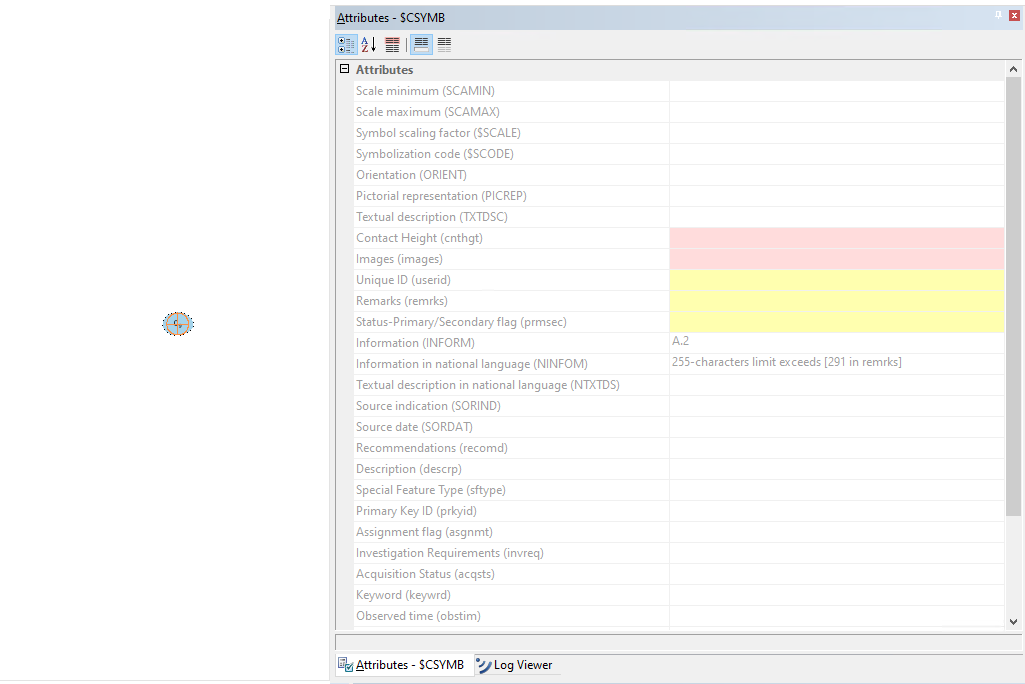 Attributes - $CSYMB
Attributes
Scale minimum (SCAMIN)
Scale maximum (SCAMAX)
Symbol scaling factor ($SCALE)
Symbolization code ($SCODE)
Orientation (ORIENT)
Pictorial representation (PICREP)
Textual description (TXTDSC)
Contact Height (cnthgt)
Images (images)
Unique ID (userid)
Remarks (remrks)
Status-Primary/Secondary flag (prmsec)
Information (INFORM) A.2
Information in national language (NINFOM) 255-characters limit exceeds [291 in remrks]
Textual description in national language (NTXTDS)
Source indication (SORIND)
Source date (SORDAT)
Recommendations (recomd)
Description (descrp)
Special Feature Type (sftype)
Primary Key ID (prkyid)
Assignment flag (asgnmt)
Investigation Requirements (invreq)
Acquisition Status (acqsts)
Keyword (keywrd)
Observed time (obstim)
Attributes - $CSYMB Log Viewer